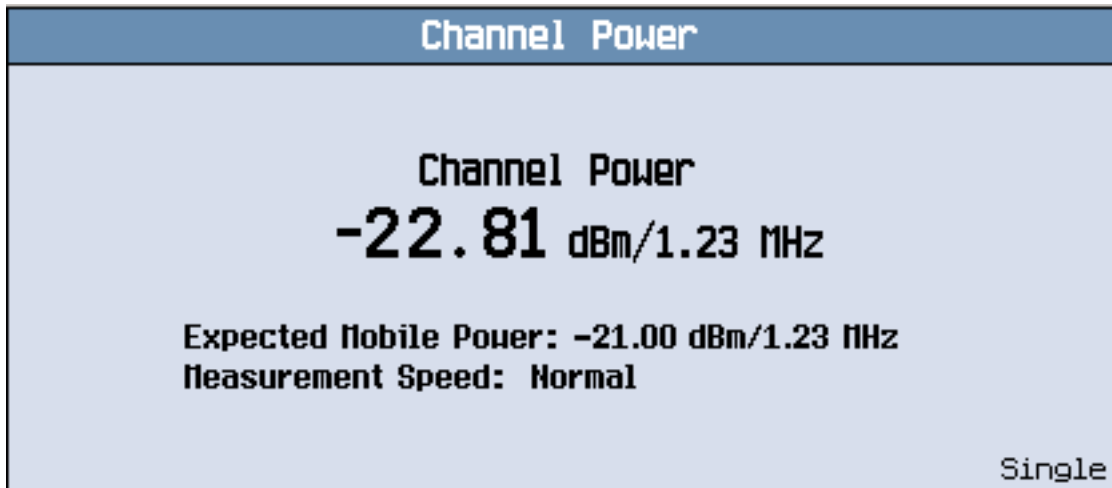 Channel Power
Channel Power
-22.81 dBm/1.23 MHz
Expected Mobile Power: -21.00 dBm/1.23 MHz
Measurement Speed: Normal
Single